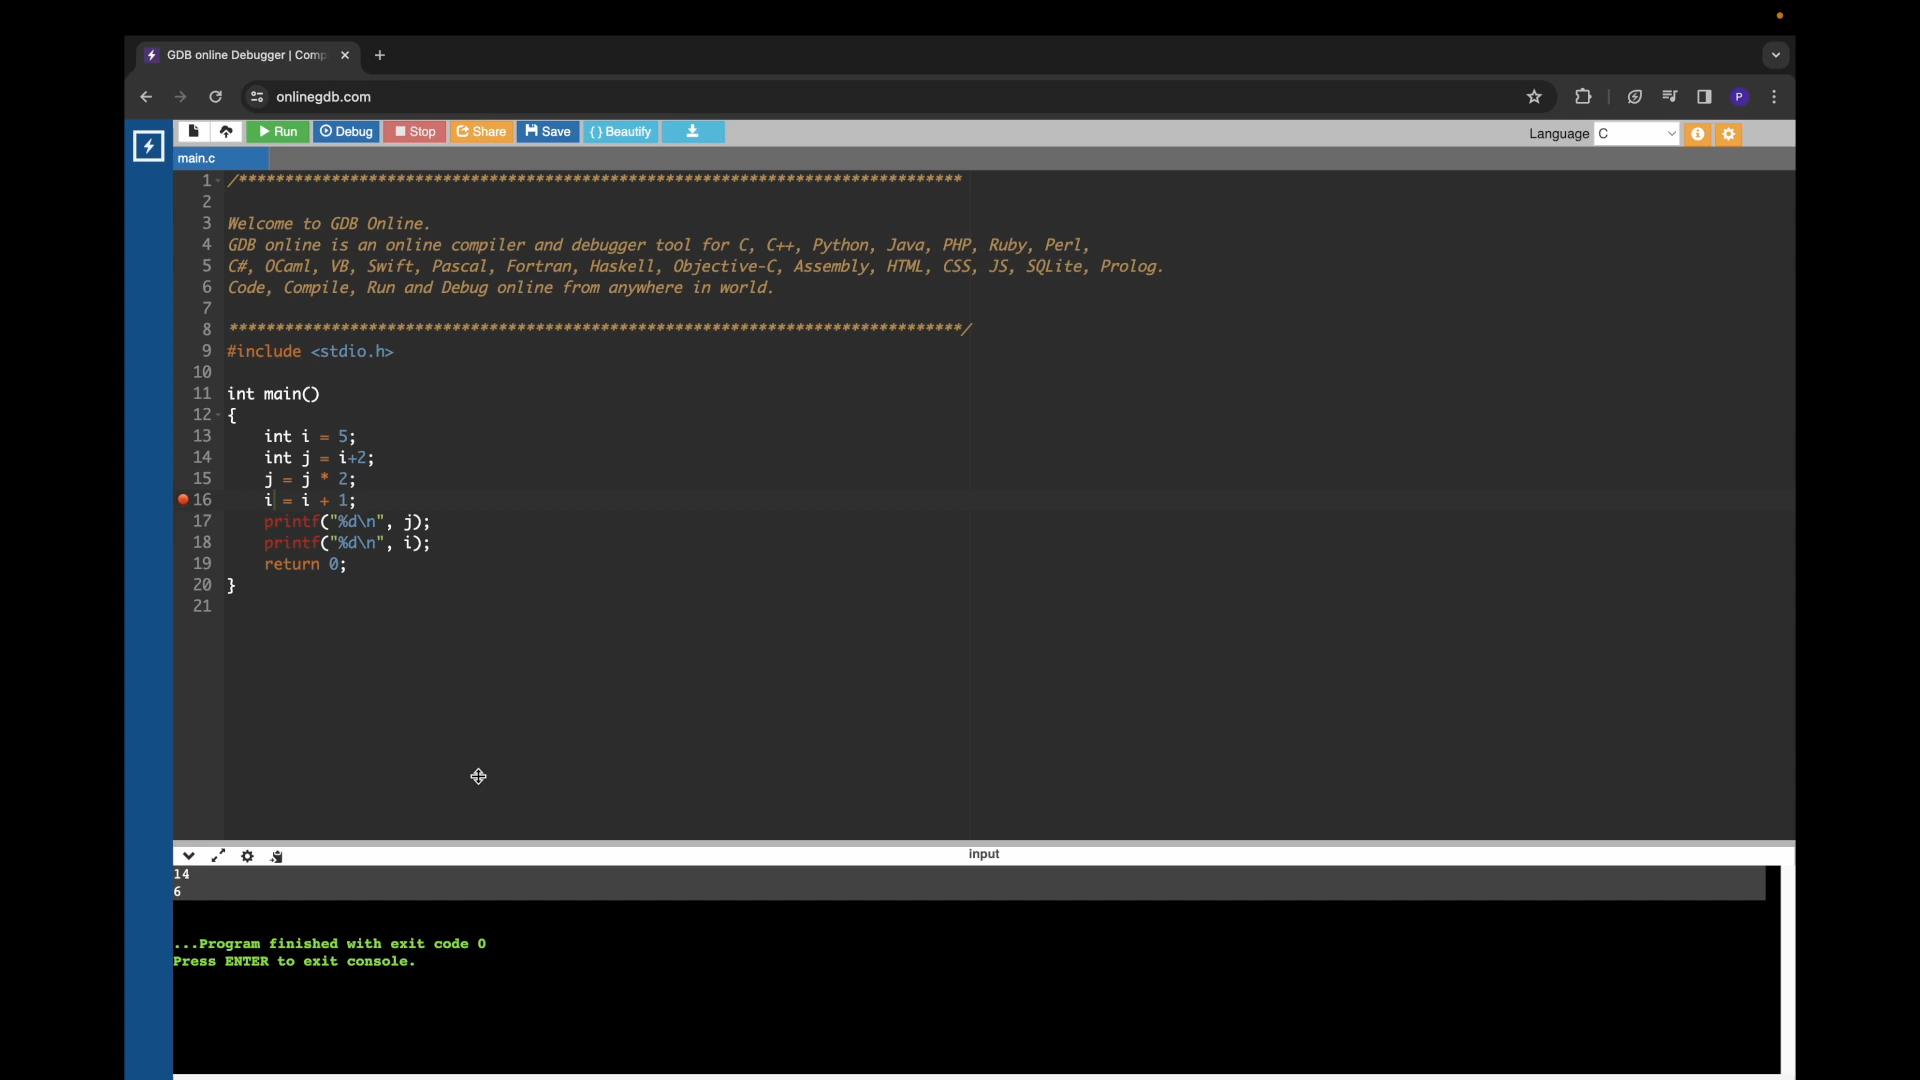 GDB online Debugger | Comp
onlinegdb.com
P
Run Debug Stop Share Save { } Beautify
Language C
main.c
1 /******************************************************************************
2
3 Welcome to GDB Online.
4 GDB online is an online compiler and debugger tool for C, C++, Python, Java, PHP, Ruby, Perl,
5 C#, OCaml, VB, Swift, Pascal, Fortran, Haskell, Objective-C, Assembly, HTML, CSS, JS, SQLite, Prolog.
6 Code, Compile, Run and Debug online from anywhere in world.
7
8 *******************************************************************************/
9 #include <stdio.h>
10
11 int main()
12 {
13 int i = 5;
14 int j = i+2;
15 j = j * 2;
16 i = i + 1;
17 printf("%d\n", j);
18 printf("%d\n", i);
19 return 0;
20 }
21
input
14
6
...Program finished with exit code 0
Press ENTER to exit console.